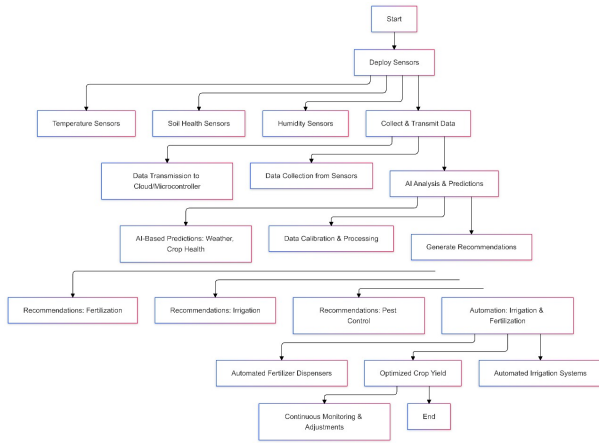 Start
Deploy Sensors
Temperature Sensors
Soil Health Sensors
Humidity Sensors
Collect & Transmit Data
Data Transmission to
Cloud/Microcontroller
Data Collection from Sensors
AI Analysis & Predictions
AI-Based Predictions: Weather,
Crop Health
Data Calibration & Processing
Generate Recommendations
Recommendations: Fertilization
Recommendations: Irrigation
Recommendations: Pest
Control
Automation: Irrigation &
Fertilization
Automated Fertilizer Dispensers
Optimized Crop Yield
Automated Irrigation Systems
Continuous Monitoring &
Adjustments
End